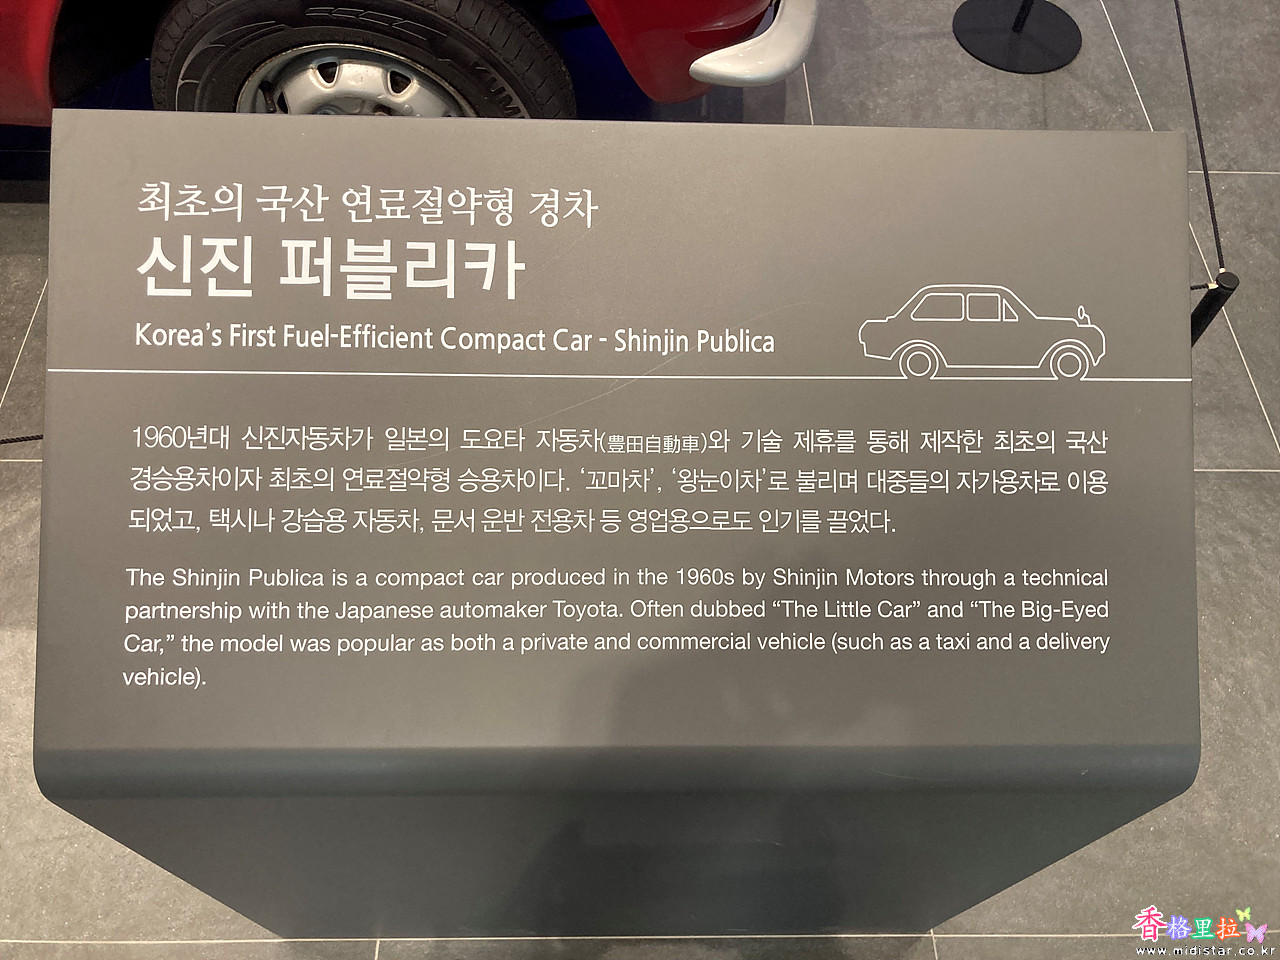 최초의 국산 연료절약형 경차
신진 퍼블리카
Korea's First Fuel-Efficient Compact Car - Shinjin Publica
1960년대 신진자동차가 일본의 도요타 자동차(豊田自動車)와 기술 제휴를 통해 제작한 최초의 국산
경승용차이자 최초의 연료절약형 승용차이다. '꼬마차', '왕눈이차'로 불리며 대중들의 자가용차로 이용
되었고, 택시나 강습용 자동차, 문서 운반 전용차 등 영업용으로도 인기를 끌었다.
The Shinjin Publica is a compact car produced in the 1960s by Shinjin Motors through a technical
partnership with the Japanese automaker Toyota. Often dubbed “The Little Car” and “The Big-Eyed
Car,” the model was popular as both a private and commercial vehicle (such as a taxi and a delivery
vehicle).
香格里拉
www.midistar.co.kr